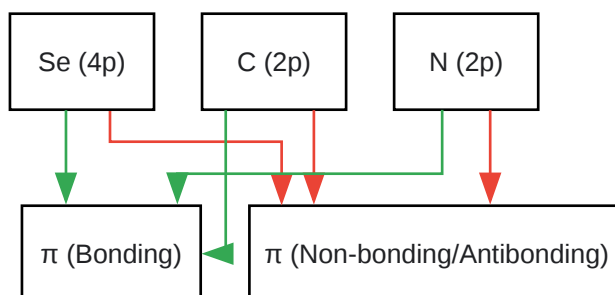 Se (4p)
C (2p)
N (2p)
π (Bonding)
π (Non-bonding/Antibonding)